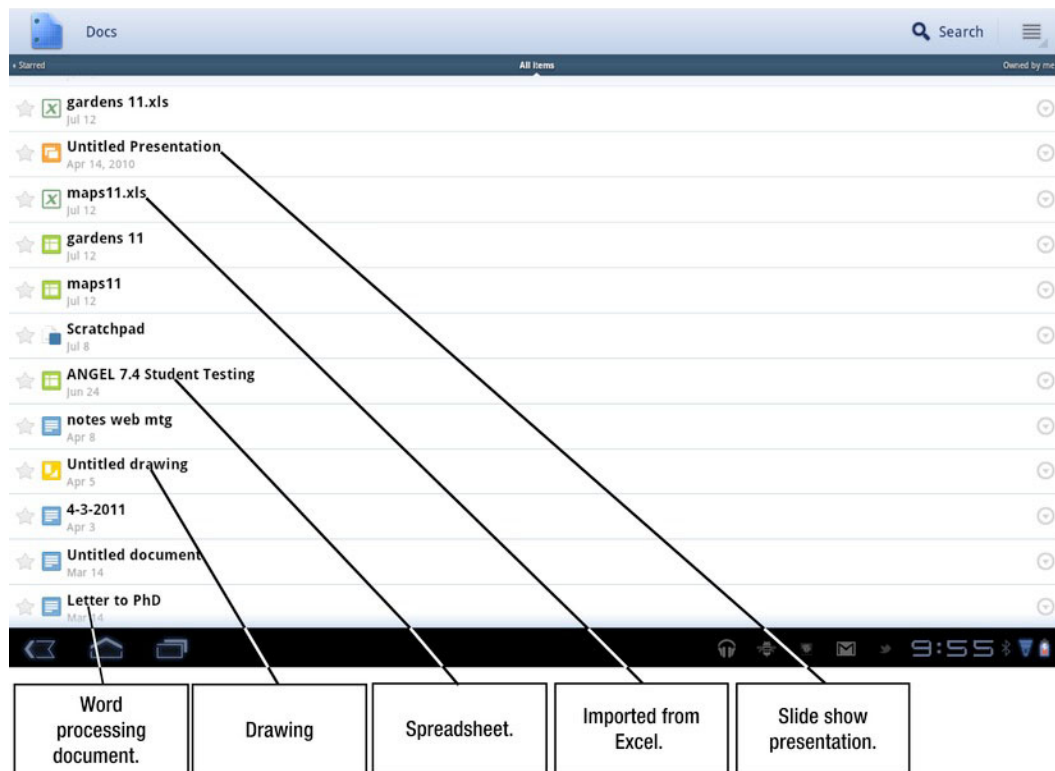 Docs
Search
Starred
All items
Owned by me
gardens 11.xls
Jul 12
Untitled Presentation
Apr 14, 2010
maps11.xls
Jul 12
gardens 11
Jul 12
maps11
Jul 12
Scratchpad
Jul 8
ANGEL 7.4 Student Testing
Jun 24
notes web mtg
Apr 8
Untitled drawing
Apr 5
4-3-2011
Apr 3
Untitled document
Mar 14
Letter to PhD
Mar 14
9:55
Word
processing
document.
Drawing
Spreadsheet.
Imported from
Excel.
Slide show
presentation.